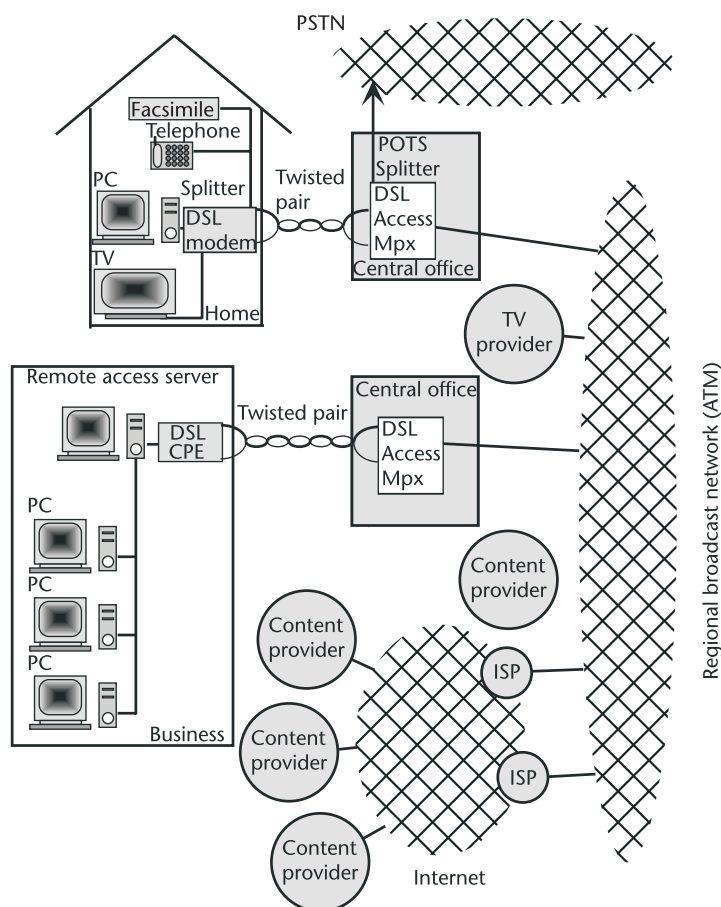 PSTN
Facsimile
Telephone
PC
Splitter
DSL
modem
TV
Home
Twisted
pair
POTS
Splitter
DSL
Access
Mpx
Central office
TV
provider
Remote access server
DSL
CPE
PC
PC
PC
Business
Twisted pair
Central office
DSL
Access
Mpx
Content
provider
Content
provider
Content
provider
Content
provider
ISP
ISP
Internet
Regional broadcast network (ATM)